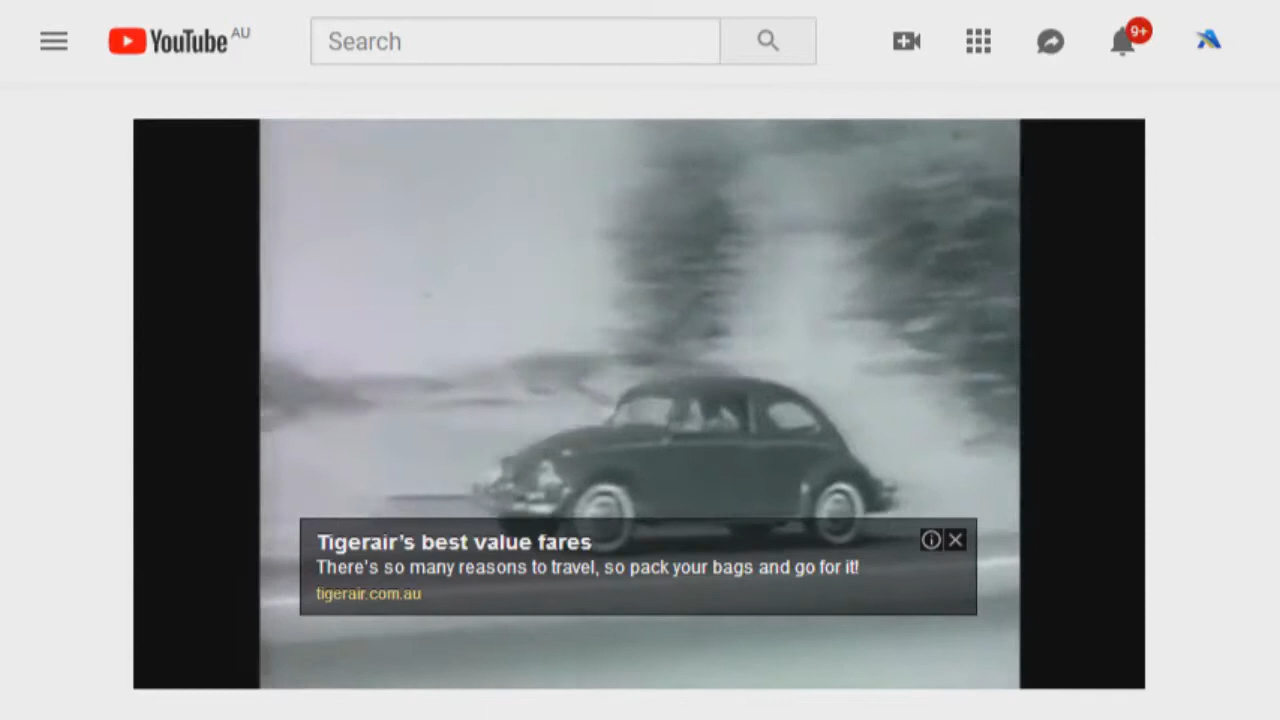 YouTube AU
Search
9+
Tigerair's best value fares
There's so many reasons to travel, so pack your bags and go for it!
tigerair.com.au